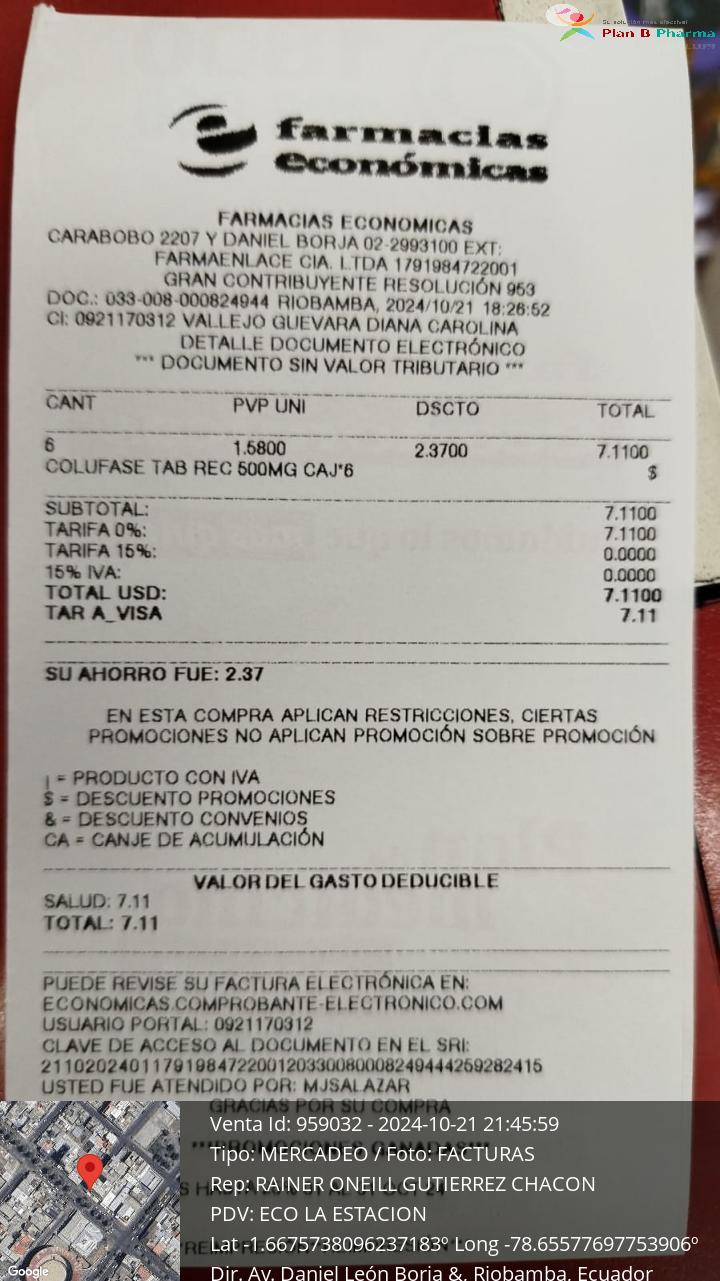 Su solución más efectiva!
Plan B Pharma
farmacias
económicas
FARMACIAS ECONOMICAS
CARABOBO 2207 Y DANIEL BORJA 02-2993100 EXT:
FARMAENLACE CIA. LTDA 1791984722001
GRAN CONTRIBUYENTE RESOLUCIÓN 953
DOC.: 033-008-000824944 RIOBAMBA, 2024/10/21 18:26:52
CI: 0921170312 VALLEJO GUEVARA DIANA CAROLINA
DETALLE DOCUMENTO ELECTRÓNICO
*** DOCUMENTO SIN VALOR TRIBUTARIO ***
CANT PVP UNI DSCTO TOTAL
6 1.5800 2.3700 7.1100
COLUFASE TAB REC 500MG CAJ*6 $
SUBTOTAL: 7.1100
TARIFA 0%: 7.1100
TARIFA 15%: 0.0000
15% IVA: 0.0000
TOTAL USD: 7.1100
TAR A_VISA 7.11
SU AHORRO FUE: 2.37
EN ESTA COMPRA APLICAN RESTRICCIONES, CIERTAS
PROMOCIONES NO APLICAN PROMOCIÓN SOBRE PROMOCIÓN
| = PRODUCTO CON IVA
$ = DESCUENTO PROMOCIONES
& = DESCUENTO CONVENIOS
CA = CANJE DE ACUMULACIÓN
VALOR DEL GASTO DEDUCIBLE
SALUD: 7.11
TOTAL: 7.11
PUEDE REVISE SU FACTURA ELECTRÓNICA EN:
ECONOMICAS.COMPROBANTE-ELECTRONICO.COM
USUARIO PORTAL: 0921170312
CLAVE DE ACCESO AL DOCUMENTO EN EL SRI:
2110202401179198472200120330080008249444259282415
USTED FUE ATENDIDO POR: MJSALAZAR
GRACIAS POR SU COMPRA
Venta Id: 959032 - 2024-10-21 21:45:59
Tipo: MERCADEO / Foto: FACTURAS
Rep: RAINER ONEILL GUTIERREZ CHACON
PDV: ECO LA ESTACION
Lat -1.6675738096237183º Long -78.65577697753906º
Dir. Av. Daniel León Borja &, Riobamba, Ecuador
Google